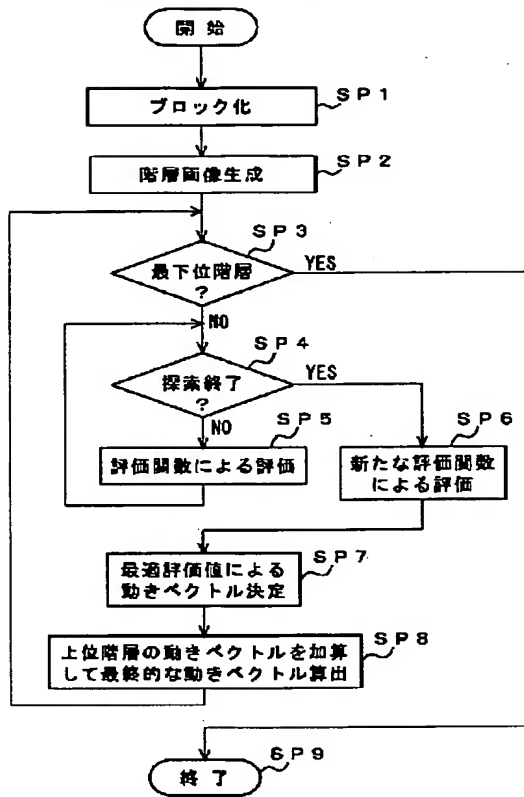 開始
ブロック化
SP1
階層画像生成
SP2
SP3
最下位階層
?
YES
NO
SP4
探索終了
?
YES
NO
SP5
評価関数による評価
SP6
新たな評価関数
による評価
最適評価値による
動きベクトル決定
SP7
上位階層の動きベクトルを加算
して最終的な動きベクトル算出
SP8
終了
SP9